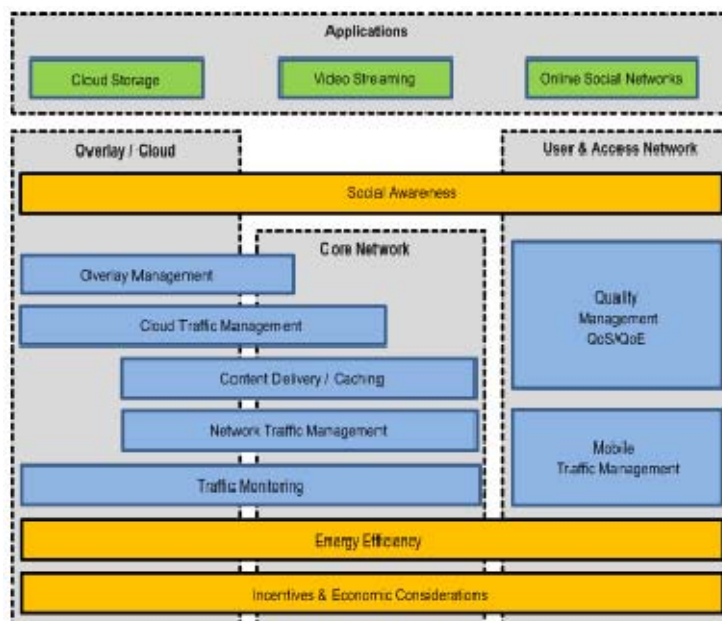 Applications
Cloud Storage
Video Streaming
Online Social Networks
Overlay / Cloud
User & Access Network
Social Awareness
Core Network
Overlay Management
Quality
Management
QoS/QoE
Cloud Traffic Management
Content Delivery / Caching
Network Traffic Management
Mobile
Traffic Management
Traffic Monitoring
Energy Efficiency
Incentives & Economic Considerations